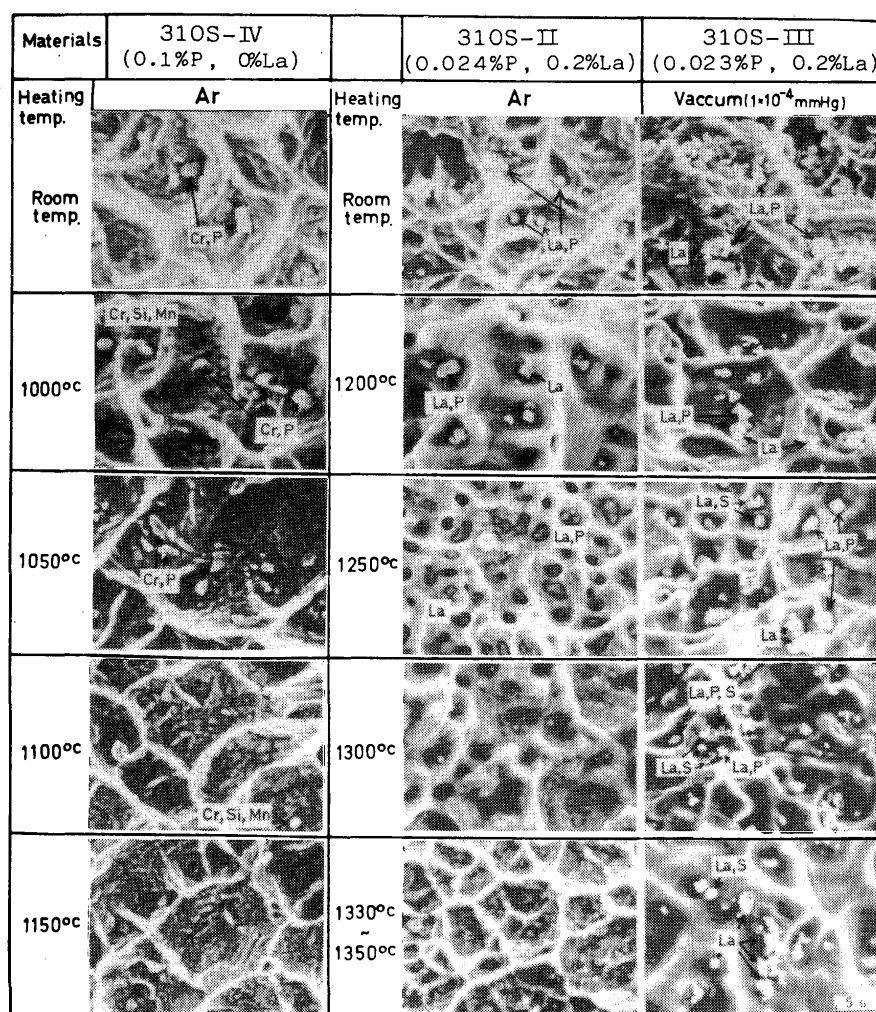 Materials
310S-IV
(0.1%P, 0%La)
310S-II
(0.024%P, 0.2%La)
310S-III
(0.023%P, 0.2%La)
Heating temp.
Ar
Heating temp.
Ar
Vaccum(1×10⁻⁴mmHg)
Room temp.
Cr,P
Room temp.
La,P
La,P
La
1000°C
Cr,Si,Mn
Cr,P
1200°C
La,P
La
La,P
La
1050°C
Cr,P
1250°C
La,P
La
La,S
La,P
La
1100°C
Cr,Si,Mn
1300°C
La,P,S
La,S
La,P
1150°C
1330°C
~
1350°C
La,S
La